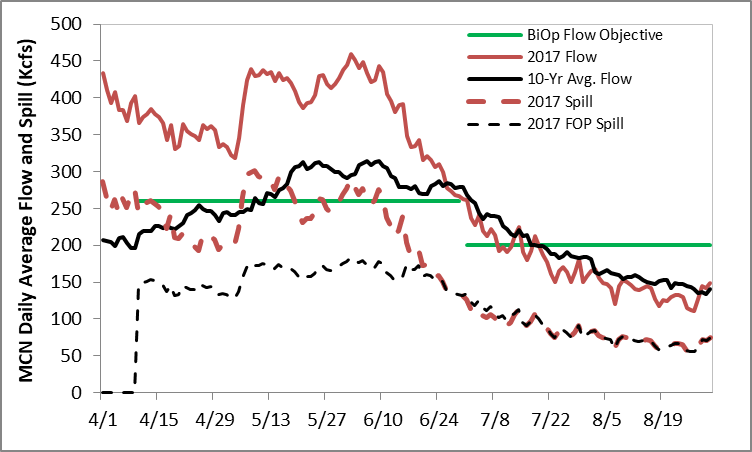 MCN Daily Average Flow and Spill (Kcfs)
500
450
400
350
300
250
200
150
100
50
0
4/1 4/15 4/29 5/13 5/27 6/10 6/24 7/8 7/22 8/5 8/19
BiOp Flow Objective
2017 Flow
10-Yr Avg. Flow
2017 Spill
2017 FOP Spill